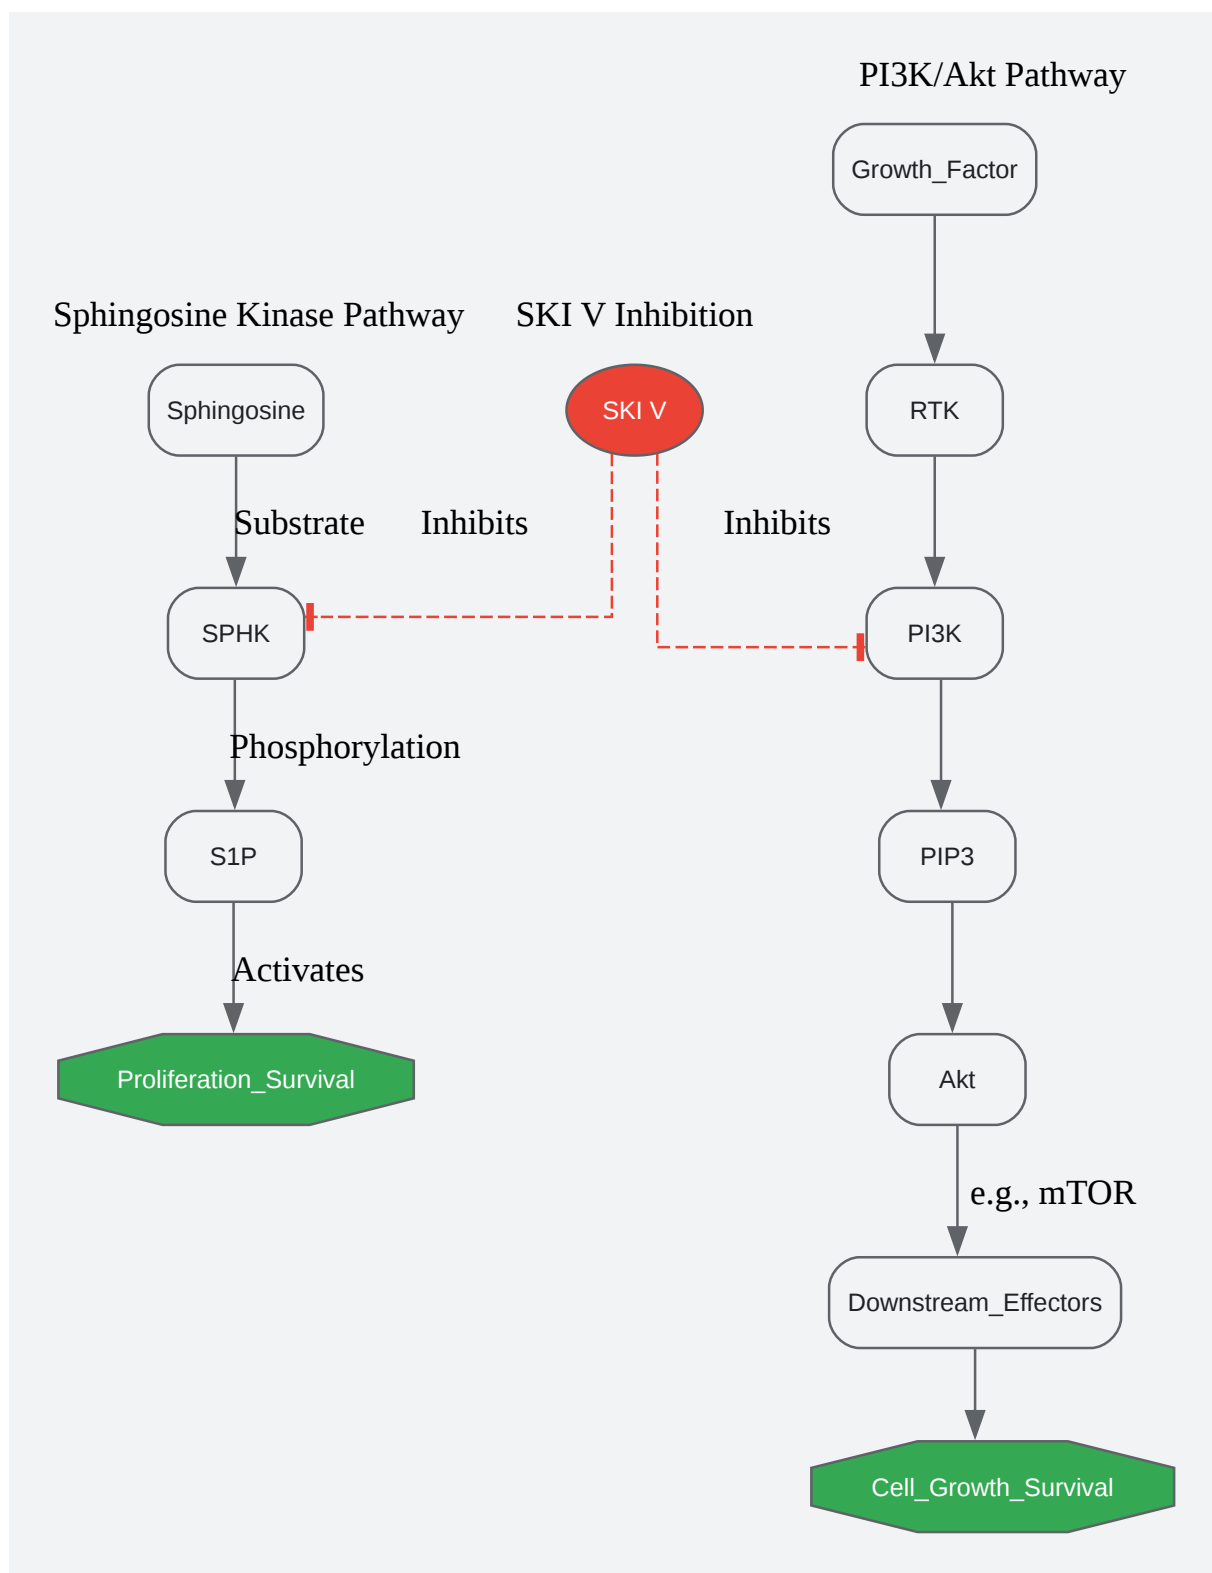 PI3K/Akt Pathway
Growth_Factor
Sphingosine Kinase Pathway
SKI V Inhibition
Sphingosine
SKI V
RTK
Substrate
Inhibits
Inhibits
SPHK
PI3K
Phosphorylation
S1P
PIP3
Activates
Proliferation_Survival
Akt
e.g., mTOR
Downstream_Effectors
Cell_Growth_Survival